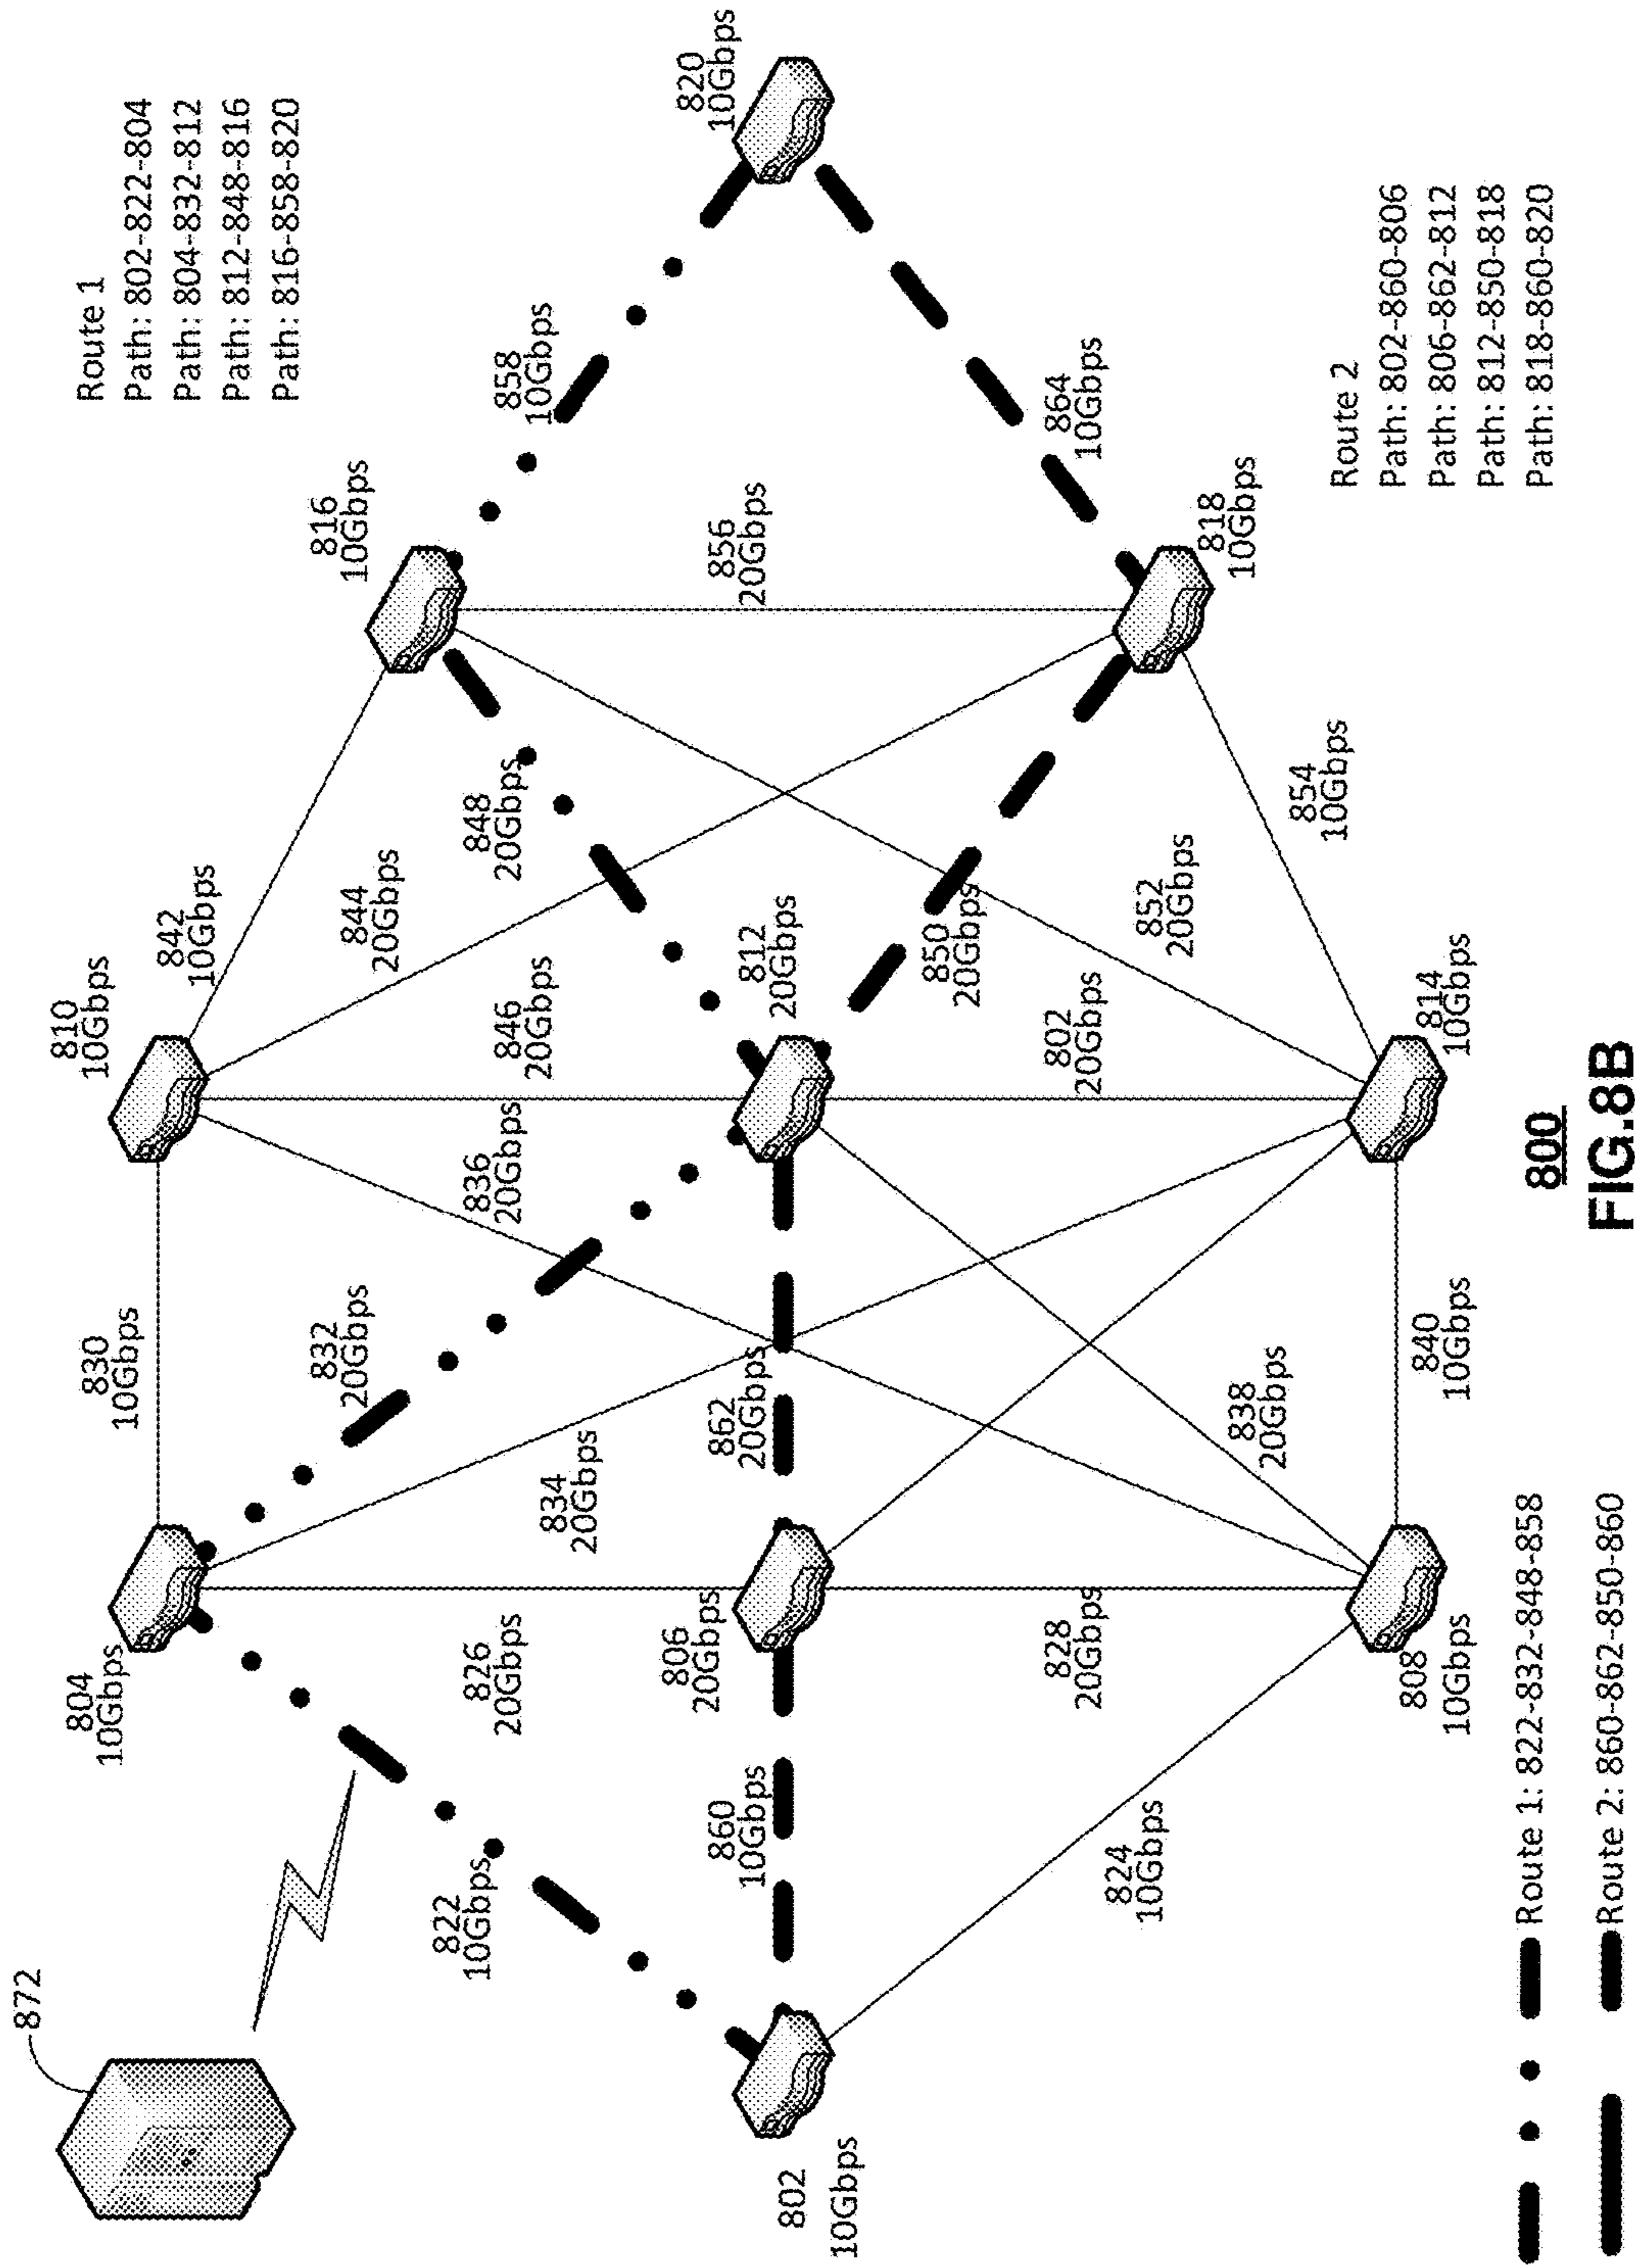 872
802
10Gbps
804
10Gbps
822
10Gbps
826
20Gbps
860
10Gbps
806
20Gbps
824
10Gbps
828
20Gbps
808
10Gbps
830
10Gbps
832
20Gbps
834
20Gbps
836
20Gbps
862
20Gbps
838
20Gbps
840
10Gbps
810
10Gbps
842
10Gbps
844
20Gbps
846
20Gbps
848
20Gbps
812
20Gbps
850
20Gbps
802
20Gbps
852
20Gbps
854
10Gbps
814
10Gbps
816
10Gbps
856
20Gbps
818
10Gbps
858
10Gbps
864
10Gbps
820
10Gbps
Route 1
Path: 802-822-804
Path: 804-832-812
Path: 812-848-816
Path: 816-858-820
Route 2
Path: 802-860-806
Path: 806-862-812
Path: 812-850-818
Path: 818-860-820
Route 1: 822-832-848-858
Route 2: 860-862-850-860
800
FIG.8B